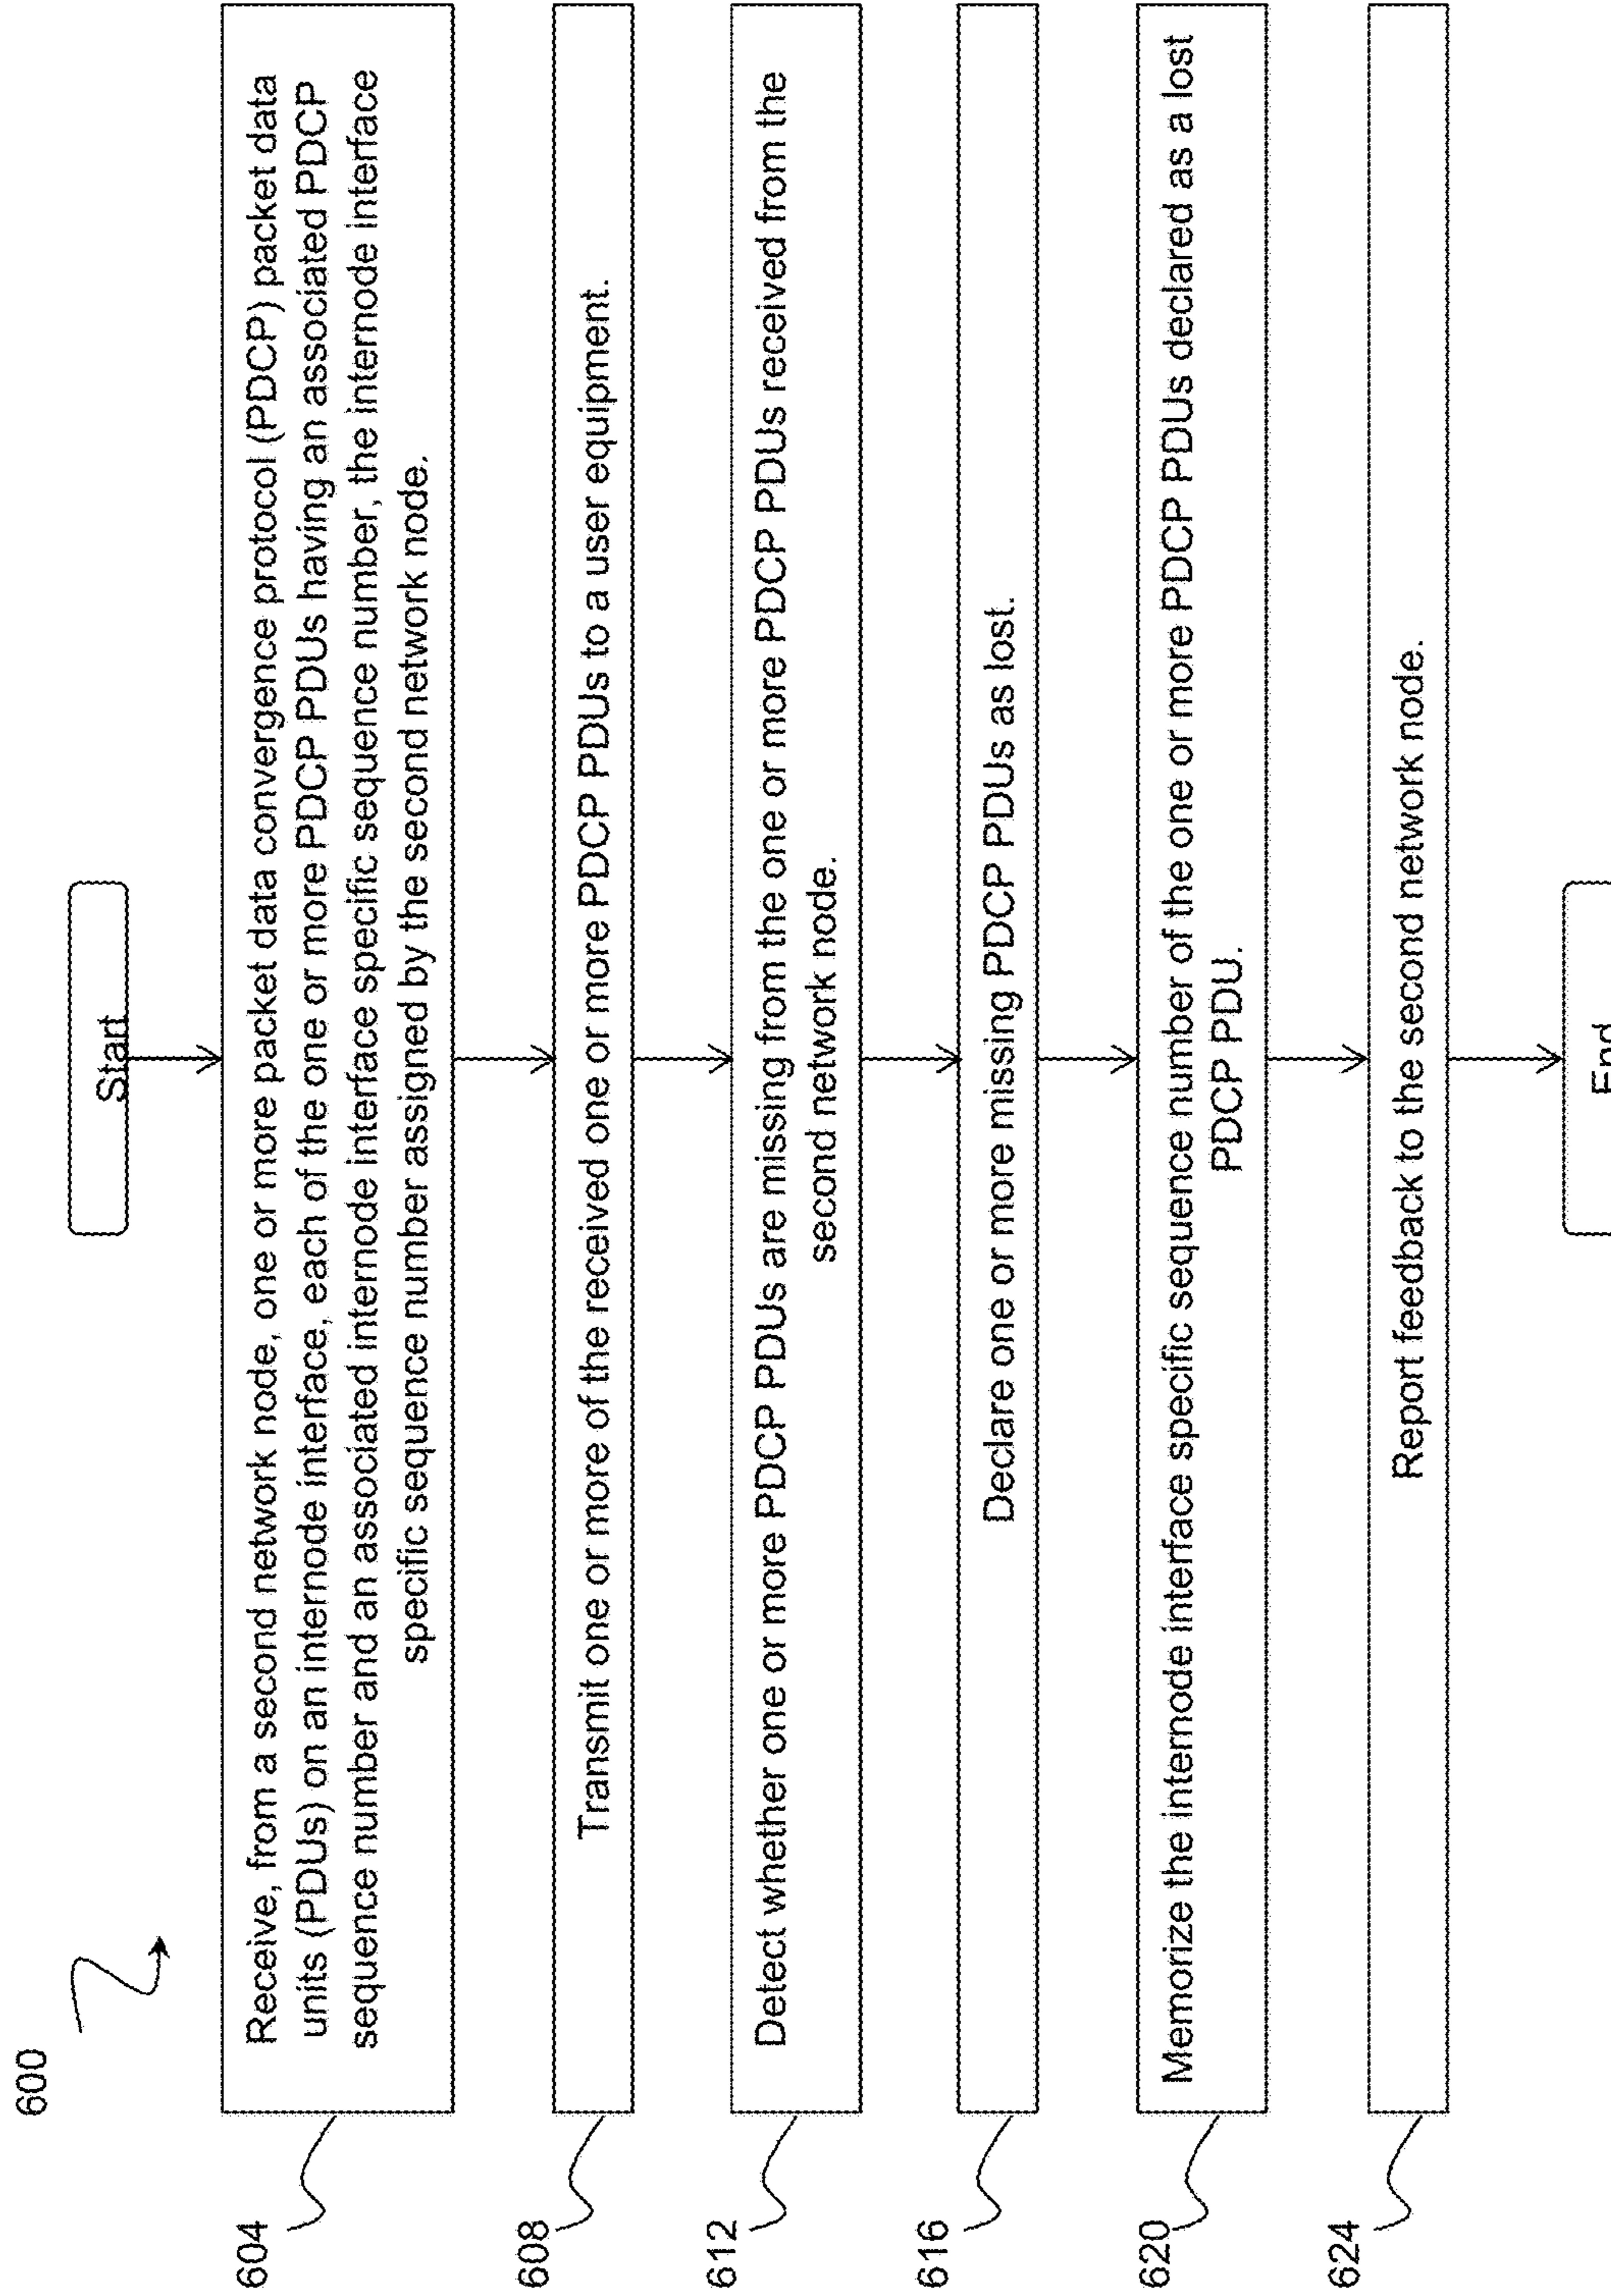 600
Start
604
Receive, from a second network node, one or more packet data convergence protocol (PDCP) packet data
units (PDUs) on an internode interface, each of the one or more PDCP PDUs having an associated PDCP
sequence number and an associated internode interface specific sequence number, the internode interface
specific sequence number assigned by the second network node.
608
Transmit one or more of the received one or more PDCP PDUs to a user equipment.
612
Detect whether one or more PDCP PDUs are missing from the one or more PDCP PDUs received from the
second network node.
616
Declare one or more missing PDCP PDUs as lost.
620
Memorize the internode interface specific sequence number of the one or more PDCP PDUs declared as a lost
PDCP PDU.
624
Report feedback to the second network node.
End